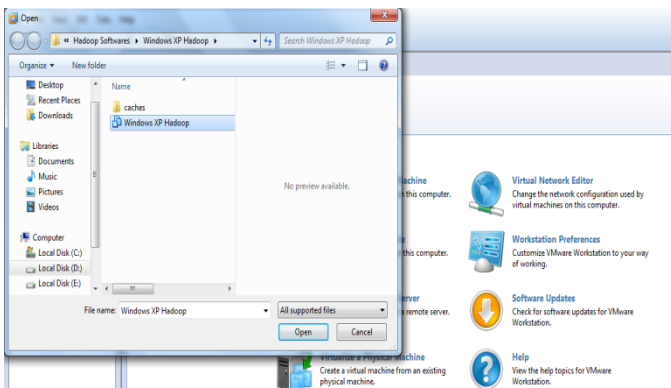 Open
« Hadoop Softwares ▸ Windows XP Hadoop ▸
Search Windows XP Hadoop
Organize
New folder
Desktop
Recent Places
Downloads
Libraries
Documents
Music
Pictures
Videos
Computer
Local Disk (C:)
Local Disk (D:)
Local Disk (E:)
Name
caches
Windows XP Hadoop
No preview available.
File name:
Windows XP Hadoop
All supported files
Open
Cancel
this computer.
this computer.
remote server.
Virtualize a Physical Machine
Create a virtual machine from an existing
physical machine.
Virtual Network Editor
Change the network configuration used by
virtual machines on this computer.
Workstation Preferences
Customize VMware Workstation to your way
of working.
Software Updates
Check for software updates for VMware
Workstation.
Help
View the help topics for VMware
Workstation.